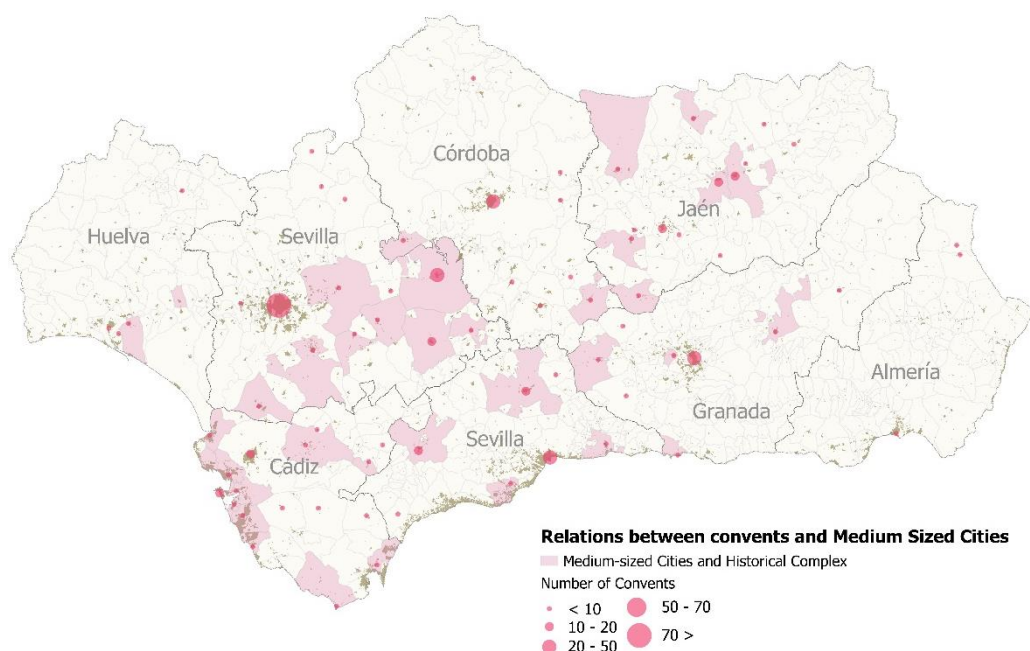 Córdoba
Jaén
Huelva
Sevilla
Almería
Granada
Sevilla
Cádiz
Relations between convents and Medium Sized Cities
Medium-sized Cities and Historical Complex
Number of Convents
< 10
10 - 20
20 - 50
50 - 70
70 >